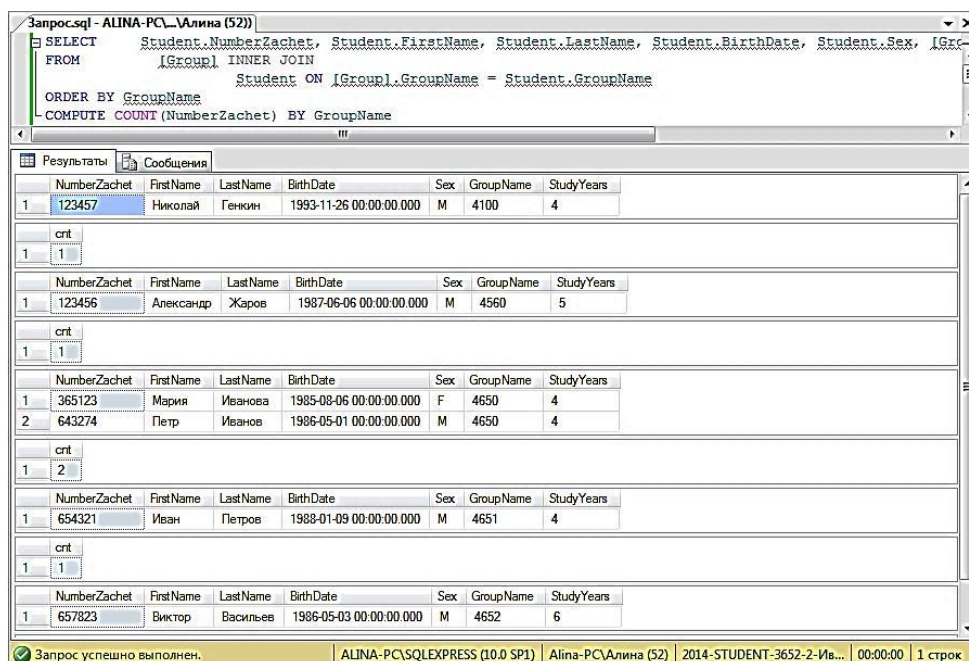 Запрос.sql - ALINA-PC\...\Алина (52))
SELECT Student.NumberZachet, Student.FirstName, Student.LastName, Student.BirthDate, Student.Sex, [Gro
FROM [Group] INNER JOIN
Student ON [Group].GroupName = Student.GroupName
ORDER BY GroupName
COMPUTE COUNT(NumberZachet) BY GroupName
Результаты Сообщения
NumberZachet FirstName LastName BirthDate Sex GroupName StudyYears
1 123457 Николай Генкин 1993-11-26 00:00:00.000 M 4100 4
cnt
1 1
NumberZachet FirstName LastName BirthDate Sex GroupName StudyYears
1 123456 Александр Жаров 1987-06-06 00:00:00.000 M 4560 5
cnt
1 1
NumberZachet FirstName LastName BirthDate Sex GroupName StudyYears
1 365123 Мария Иванова 1985-08-06 00:00:00.000 F 4650 4
2 643274 Петр Иванов 1986-05-01 00:00:00.000 M 4650 4
cnt
1 2
NumberZachet FirstName LastName BirthDate Sex GroupName StudyYears
1 654321 Иван Петров 1988-01-09 00:00:00.000 M 4651 4
cnt
1 1
NumberZachet FirstName LastName BirthDate Sex GroupName StudyYears
1 657823 Виктор Васильев 1986-05-03 00:00:00.000 M 4652 6
Запрос успешно выполнен. ALINA-PC\SQLEXPRESS (10.0 SP1) Alina-PC\Алина (52) 2014-STUDENT-3652-2-Ив... 00:00:00 1 строк